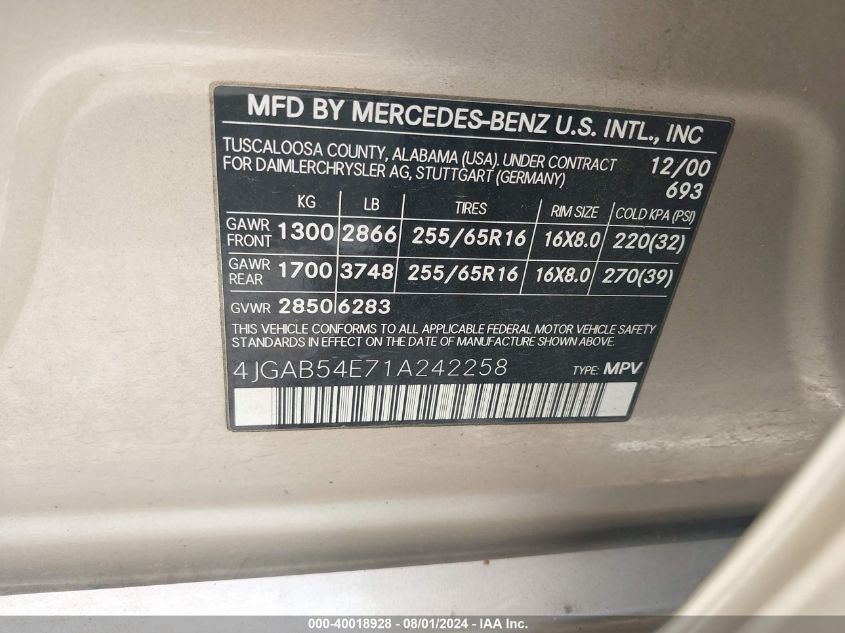 MFD BY MERCEDES-BENZ U.S. INTL., INC
TUSCALOOSA COUNTY, ALABAMA (USA). UNDER CONTRACT 12/00
FOR DAIMLERCHRYSLER AG, STUTTGART (GERMANY) 693
KG LB TIRES RIM SIZE COLD KPA (PSI)
GAWR FRONT 1300 2866 255/65R16 16X8.0 220(32)
GAWR REAR 1700 3748 255/65R16 16X8.0 270(39)
GVWR 2850 6283
THIS VEHICLE CONFORMS TO ALL APPLICABLE FEDERAL MOTOR VEHICLE SAFETY
STANDARDS IN EFFECT ON THE DATE OF MANUFACTURE SHOWN ABOVE.
4JGAB54E71A242258 TYPE: MPV
000-40018928 - 08/01/2024 - IAA Inc.